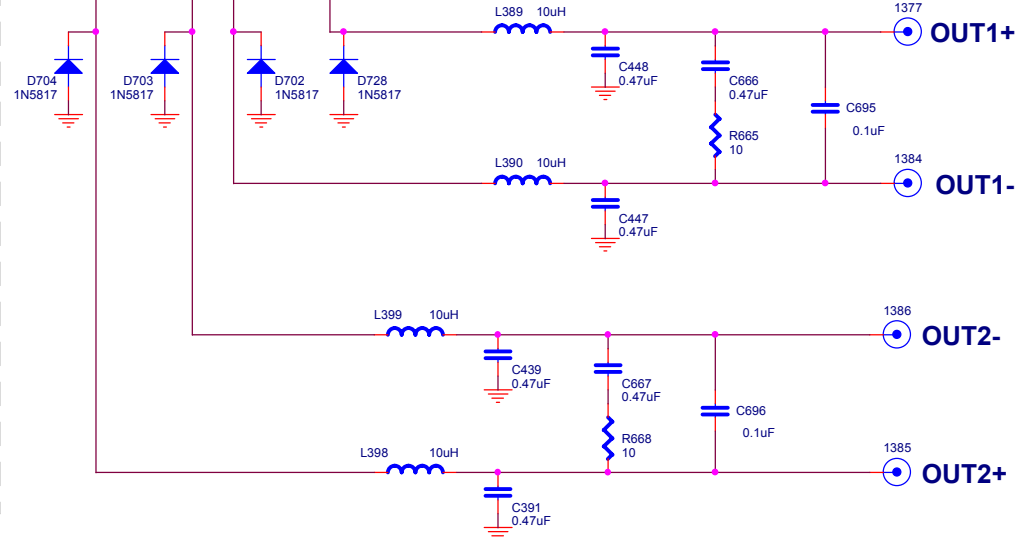 1377
L389 10uH
OUT1+
D704
1N5817
D703
1N5817
D702
1N5817
D728
1N5817
C448
0.47uF
C666
0.47uF
C695
0.1uF
R665
10
1384
L390 10uH
OUT1-
C447
0.47uF
1386
L399 10uH
OUT2-
C439
0.47uF
C667
0.47uF
C696
0.1uF
R668
10
1385
L398 10uH
OUT2+
C391
0.47uF